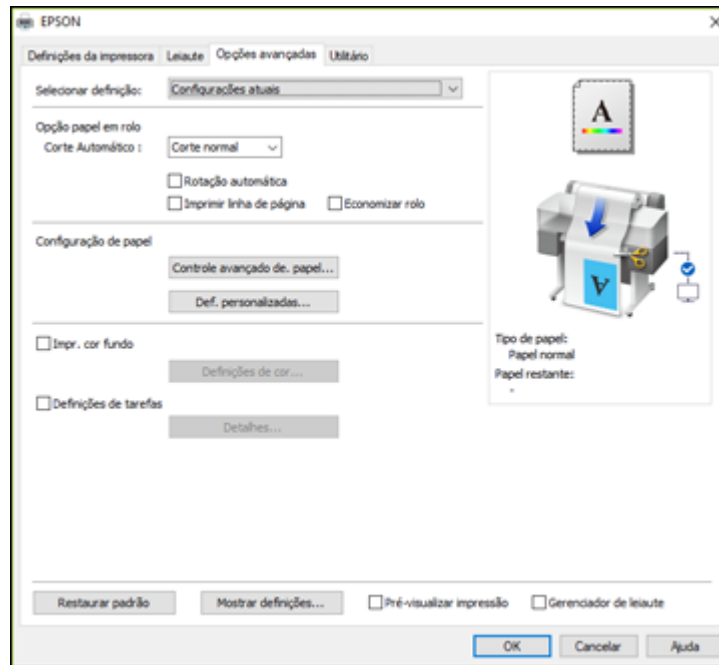 EPSON
Definições da impressora Leiaute Opções avançadas Utilitário
Selecionar definição: Configurações atuais
Opção papel em rolo
Corte Automático : Corte normal
Rotação automática
Imprimir linha de página Economizar rolo
Configuração de papel
Controle avançado de. papel...
Def. personalizadas...
Impr. cor fundo
Definições de cor...
Definições de tarefas
Detalhes...
A
A
Tipo de papel:
Papel normal
Papel restante:
-
Restaurar padrão Mostrar definições... Pré-visualizar impressão Gerenciador de leiaute
OK Cancelar Ajuda